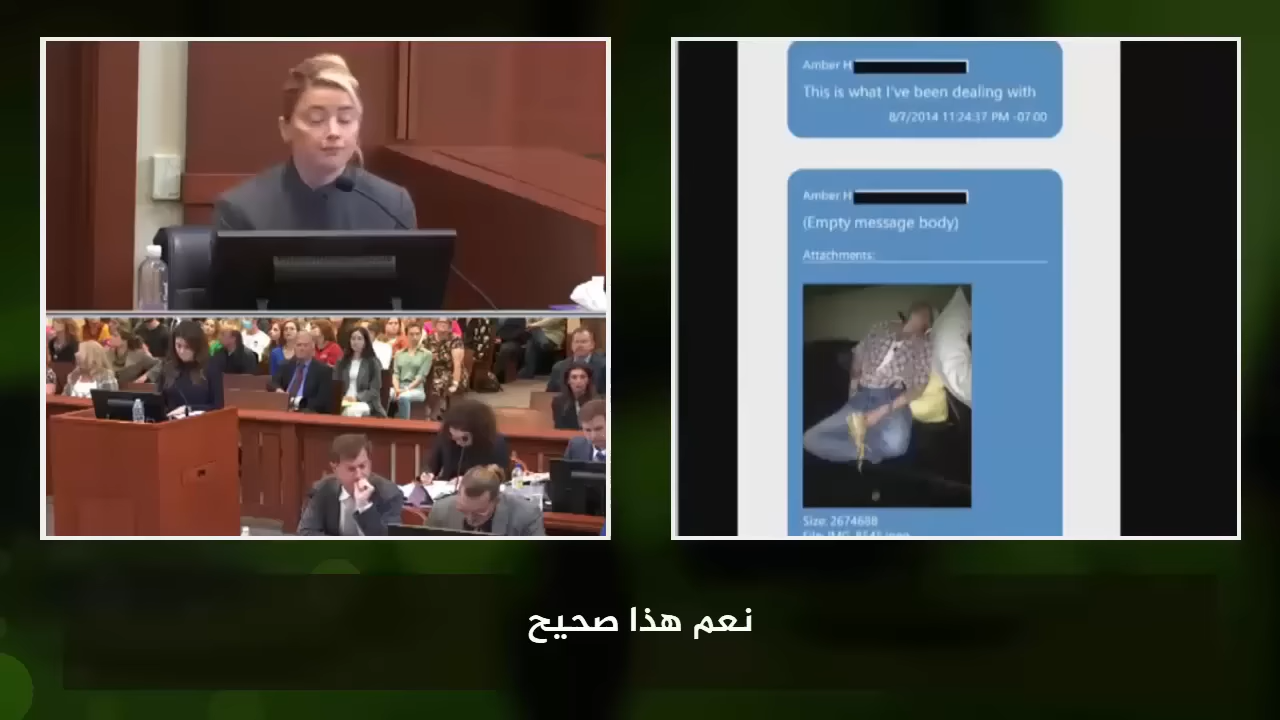 Amber H
This is what I've been dealing with
8/7/2014 11:24:37 PM -07:00
Amber H
(Empty message body)
Attachments:
Size: 2674688
نعم هذا صحيح